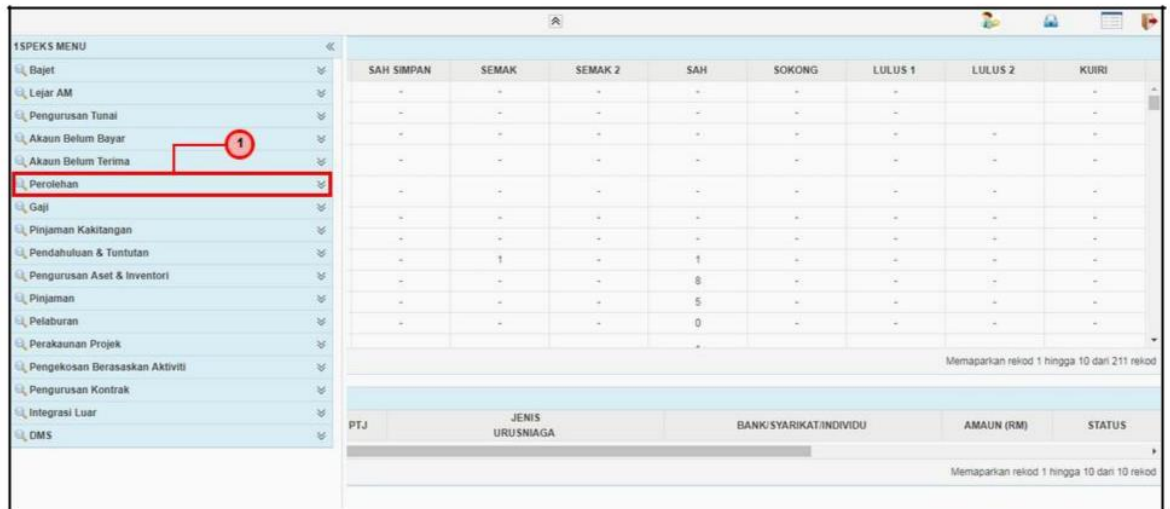 1SPEKS MENU
Bajet
Lejar AM
Pengurusan Tunai
Akaun Belum Bayar
1
Akaun Belum Terima
Perolehan
Gaji
Pinjaman Kakitangan
Pendahuluan & Tuntutan
Pengurusan Aset & Inventori
Pinjaman
Pelaburan
Perakaunan Projek
Pengekosan Berasaskan Aktiviti
Pengurusan Kontrak
Integrasi Luar
DMS
SAH SIMPAN SEMAK SEMAK 2 SAH SOKONG LULUS 1 LULUS 2 KUIRI
- - - - - - -
- - - - - - -
- - - - - - - -
- - - - - - - -
- - - - - - - -
- - - - - - - -
- - - - - - - -
- 1 - 1 - - - -
- - - 8 - - - -
- - - 5 - - - -
- - - 0 - - - -
Memaparkan rekod 1 hingga 10 dari 211 rekod
PTJ JENIS URUSNIAGA BANK/SYARIKAT/INDIVIDU AMAUN (RM) STATUS
Memaparkan rekod 1 hingga 10 dari 10 rekod